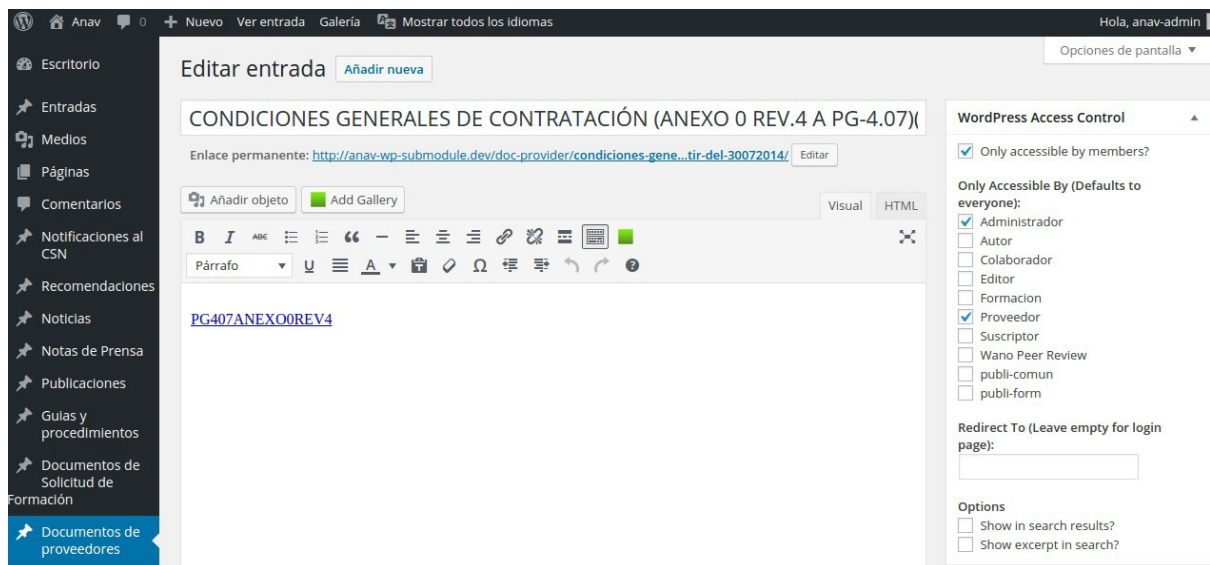 Anav 0 Nuevo Ver entrada Galería Mostrar todos los idiomas Hola, anav-admin
Opciones de pantalla ▼
Escritorio
Entradas
Medios
Páginas
Comentarios
Notificaciones al
CSN
Recomendaciones
Noticias
Notas de Prensa
Publicaciones
Guias y
procedimientos
Documentos de
Solicitud de
Formación
Documentos de
proveedores
Editar entrada Añadir nueva
CONDICIONES GENERALES DE CONTRATACIÓN (ANEXO 0 REV.4 A PG-4.07)(
Enlace permanente: http://anav-wp-submodule.dev/doc-provider/condiciones-gene...tir-del-30072014/ Editar
Añadir objeto Add Gallery Visual HTML
B I ABC
Párrafo U A Ω
PG407ANEXO0REV4
WordPress Access Control
Only accessible by members?
Only Accessible By (Defaults to
everyone):
Administrador
Autor
Colaborador
Editor
Formacion
Proveedor
Suscriptor
Wano Peer Review
publi-comun
publi-form
Redirect To (Leave empty for login
page):
Options
Show in search results?
Show excerpt in search?